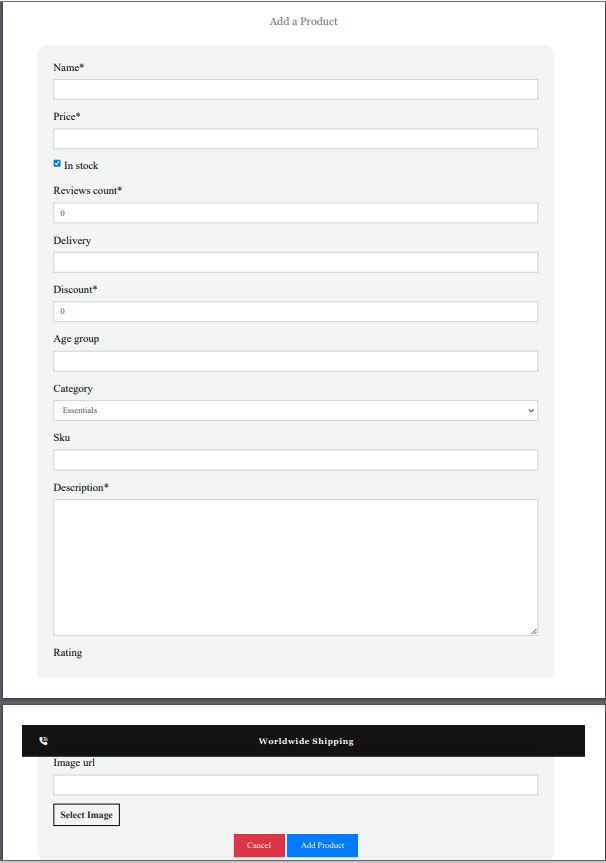 Add a Product
Name*
Price*
In stock
Reviews count*
0
Delivery
Discount*
0
Age group
Category
Essentials
Sku
Description*
Rating
Worldwide Shipping
Image url
Select Image
Cancel Add Product